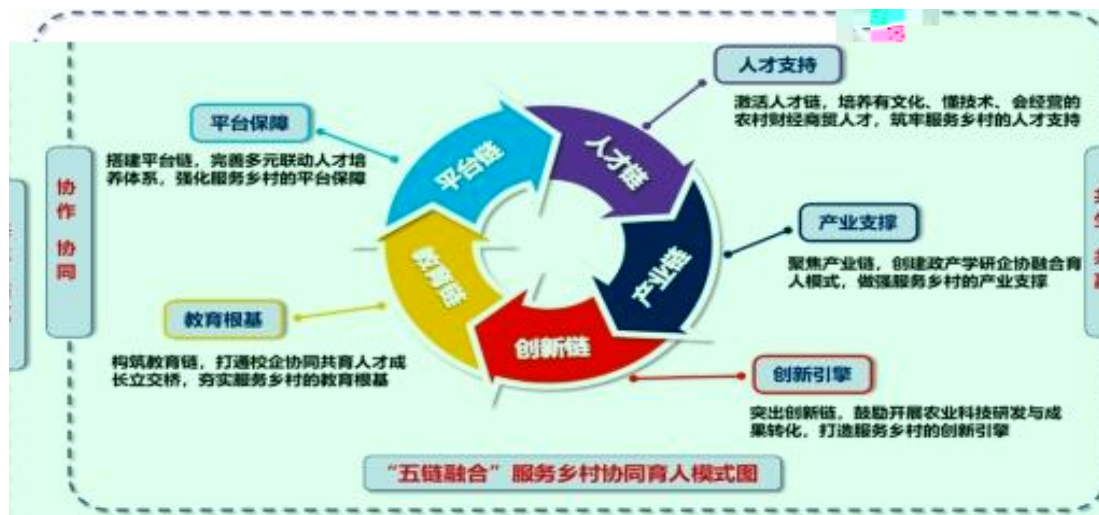 人才支持
激活人才链，培养有文化、懂技术、会经营的
农村财经商贸人才，筑牢服务乡村的人才支持
平台保障
搭建平台链，完善多元联动人才培
养体系，强化服务乡村的平台保障
协作 协同
平台链
人才链
产业链
创新链
教育链
产业支撑
聚焦产业链，创建政产学研企协融合育
人模式，做强服务乡村的产业支撑
教育根基
构筑教育链，打通校企协同共育人才成
长立交桥，夯实服务乡村的教育根基
创新引擎
突出创新链，鼓励开展农业科技研发与成
果转化，打造服务乡村的创新引擎
“五链融合”服务乡村协同育人模式图